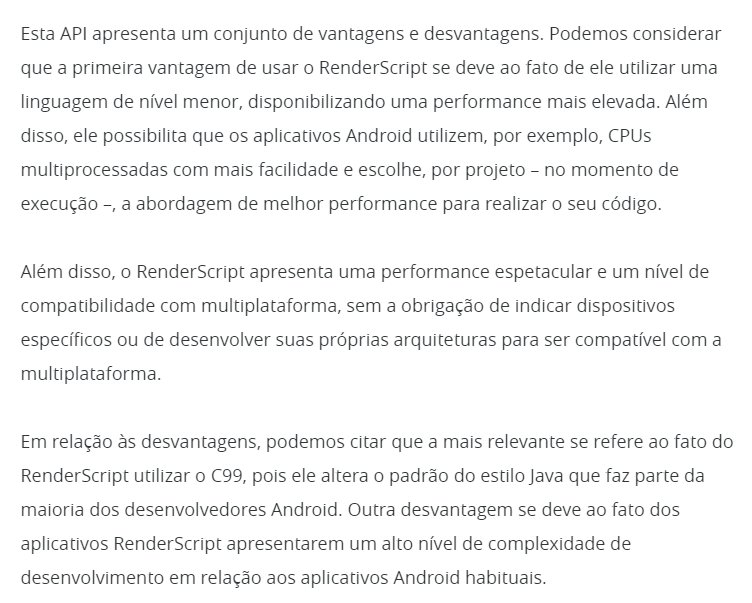 Esta API apresenta um conjunto de vantagens e desvantagens. Podemos considerar
que a primeira vantagem de usar o RenderScript se deve ao fato de ele utilizar uma
linguagem de nível menor, disponibilizando uma performance mais elevada. Além
disso, ele possibilita que os aplicativos Android utilizem, por exemplo, CPUs
multiprocessadas com mais facilidade e escolhe, por projeto – no momento de
execução –, a abordagem de melhor performance para realizar o seu código.
Além disso, o RenderScript apresenta uma performance espetacular e um nível de
compatibilidade com multiplataforma, sem a obrigação de indicar dispositivos
específicos ou de desenvolver suas próprias arquiteturas para ser compatível com a
multiplataforma.
Em relação às desvantagens, podemos citar que a mais relevante se refere ao fato do
RenderScript utilizar o C99, pois ele altera o padrão do estilo Java que faz parte da
maioria dos desenvolvedores Android. Outra desvantagem se deve ao fato dos
aplicativos RenderScript apresentarem um alto nível de complexidade de
desenvolvimento em relação aos aplicativos Android habituais.